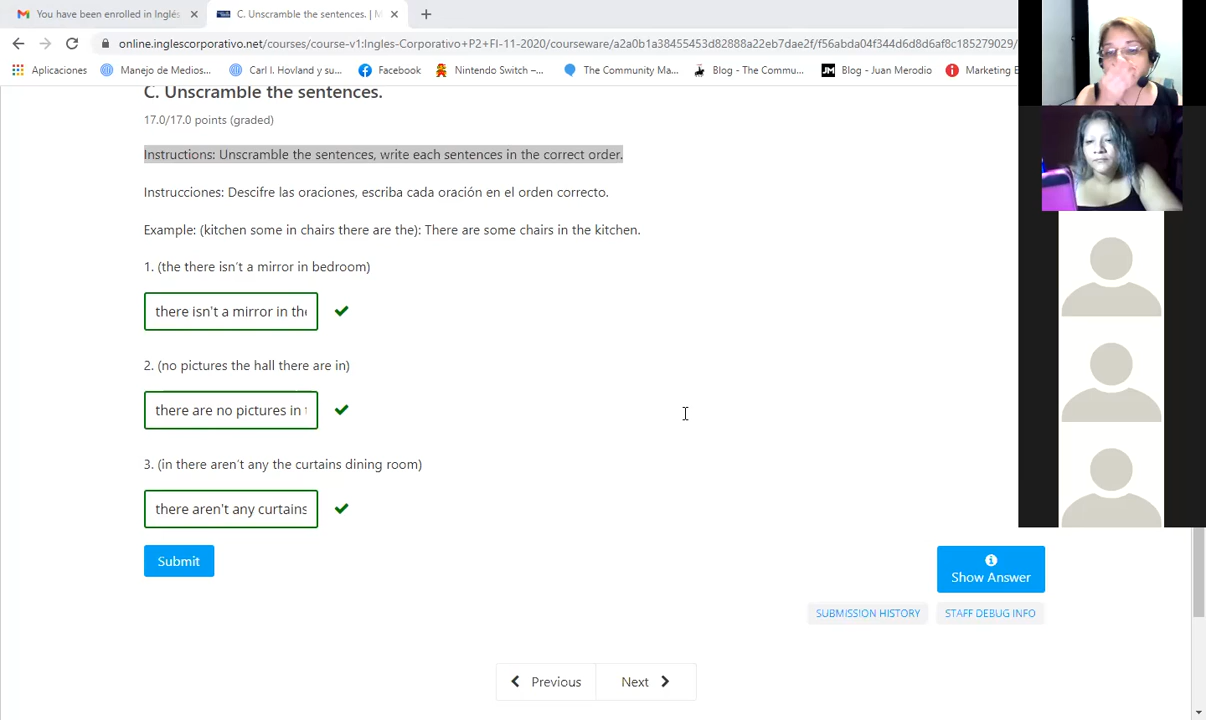 You have been enrolled in Inglés
C. Unscramble the sentences. | M
online.inglescorporativo.net/courses/course-v1:Ingles-Corporativo+P2+FI-11-2020/courseware/a2a0b1a38455453d82888a22eb7dae2f/f56abda04f344d6d8d6af8c185279029/
Aplicaciones
Manejo de Medios...
Carl I. Hovland y su...
Facebook
Nintendo Switch –...
The Community Ma...
Blog - The Commu...
Blog - Juan Merodio
Marketing E
C. Unscramble the sentences.
17.0/17.0 points (graded)
Instructions: Unscramble the sentences, write each sentences in the correct order.
Instrucciones: Descifre las oraciones, escriba cada oración en el orden correcto.
Example: (kitchen some in chairs there are the): There are some chairs in the kitchen.
1. (the there isn't a mirror in bedroom)
there isn't a mirror in the
2. (no pictures the hall there are in)
there are no pictures in
3. (in there aren't any the curtains dining room)
there aren't any curtains
Submit
Show Answer
SUBMISSION HISTORY
STAFF DEBUG INFO
Previous
Next